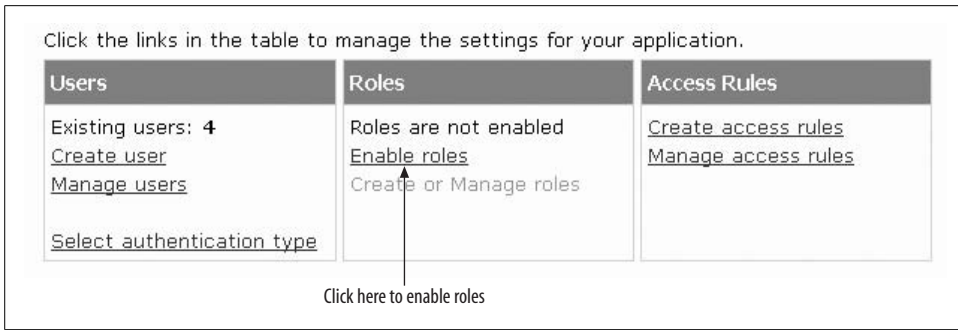 Click the links in the table to manage the settings for your application.
Users
Existing users: 4
Create user
Manage users
Select authentication type
Roles
Roles are not enabled
Enable roles
Create or Manage roles
Access Rules
Create access rules
Manage access rules
Click here to enable roles